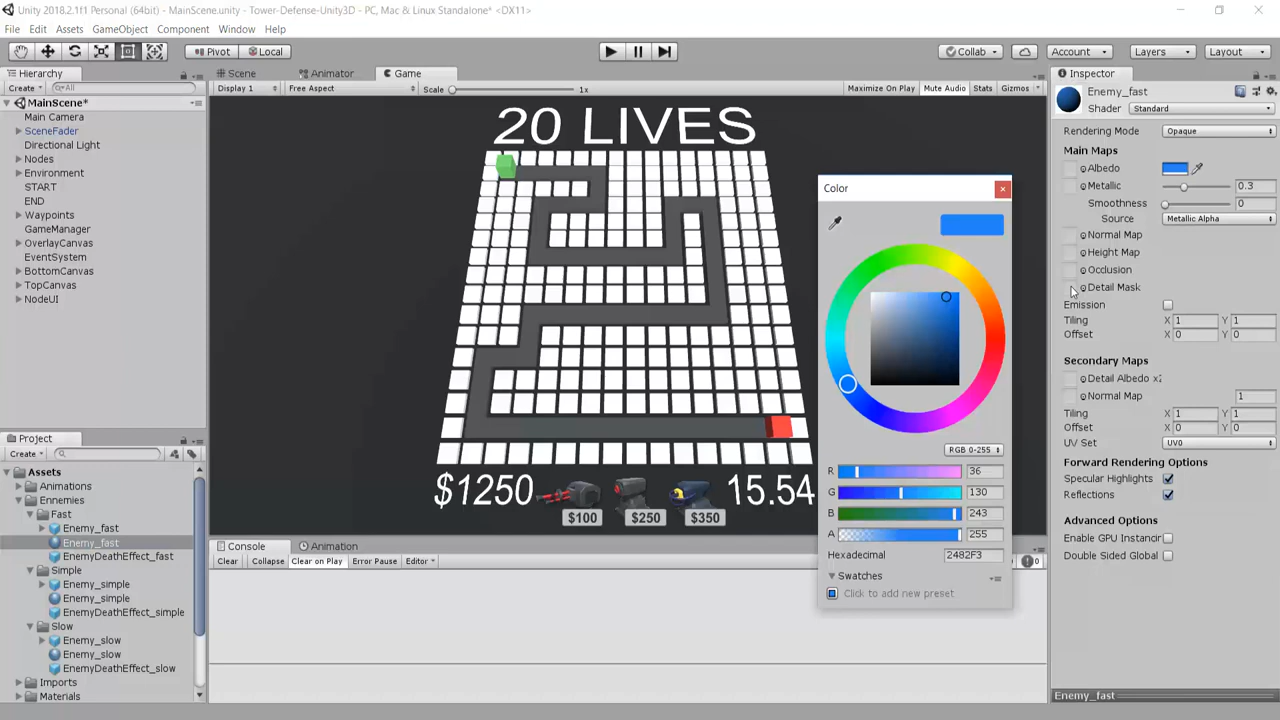 Unity 2018.2.1f1 Personal (64bit) - MainScene.unity - Tower-Defense-Unity3D - PC, Mac & Linux Standalone* <DX11>
File Edit Assets GameObject Component Window Help
Pivot Local Collab Account Layers Layout
Hierarchy
Create All
MainScene*
Main Camera
SceneFader
Directional Light
Nodes
Environment
START
END
Waypoints
GameManager
OverlayCanvas
EventSystem
BottomCanvas
TopCanvas
NodeUI
Project
Create
Assets
Animations
Ennemies
Fast
Enemy_fast
Enemy_fast
EnemyDeathEffect_fast
Simple
Enemy_simple
Enemy_simple
EnemyDeathEffect_simple
Slow
Enemy_slow
Enemy_slow
EnemyDeathEffect_slow
Imports
Materials
Scene Animator Game
Display 1 Free Aspect Scale 1x Maximize On Play Mute Audio Stats Gizmos
20 LIVES
$1250 15.54
$100 $250 $350
Console Animation
Clear Collapse Clear on Play Error Pause Editor 0
Color
RGB 0-255
R 36
G 130
B 243
A 255
Hexadecimal 2482F3
Swatches
Click to add new preset
Inspector
Enemy_fast
Shader Standard
Rendering Mode Opaque
Main Maps
Albedo
Metallic 0.3
Smoothness 0
Source Metallic Alpha
Normal Map
Height Map
Occlusion
Detail Mask
Emission
Tiling X 1 Y 1
Offset X 0 Y 0
Secondary Maps
Detail Albedo x2
Normal Map 1
Tiling X 1 Y 1
Offset X 0 Y 0
UV Set UV0
Forward Rendering Options
Specular Highlights
Reflections
Advanced Options
Enable GPU Instancin
Double Sided Global
Enemy_fast